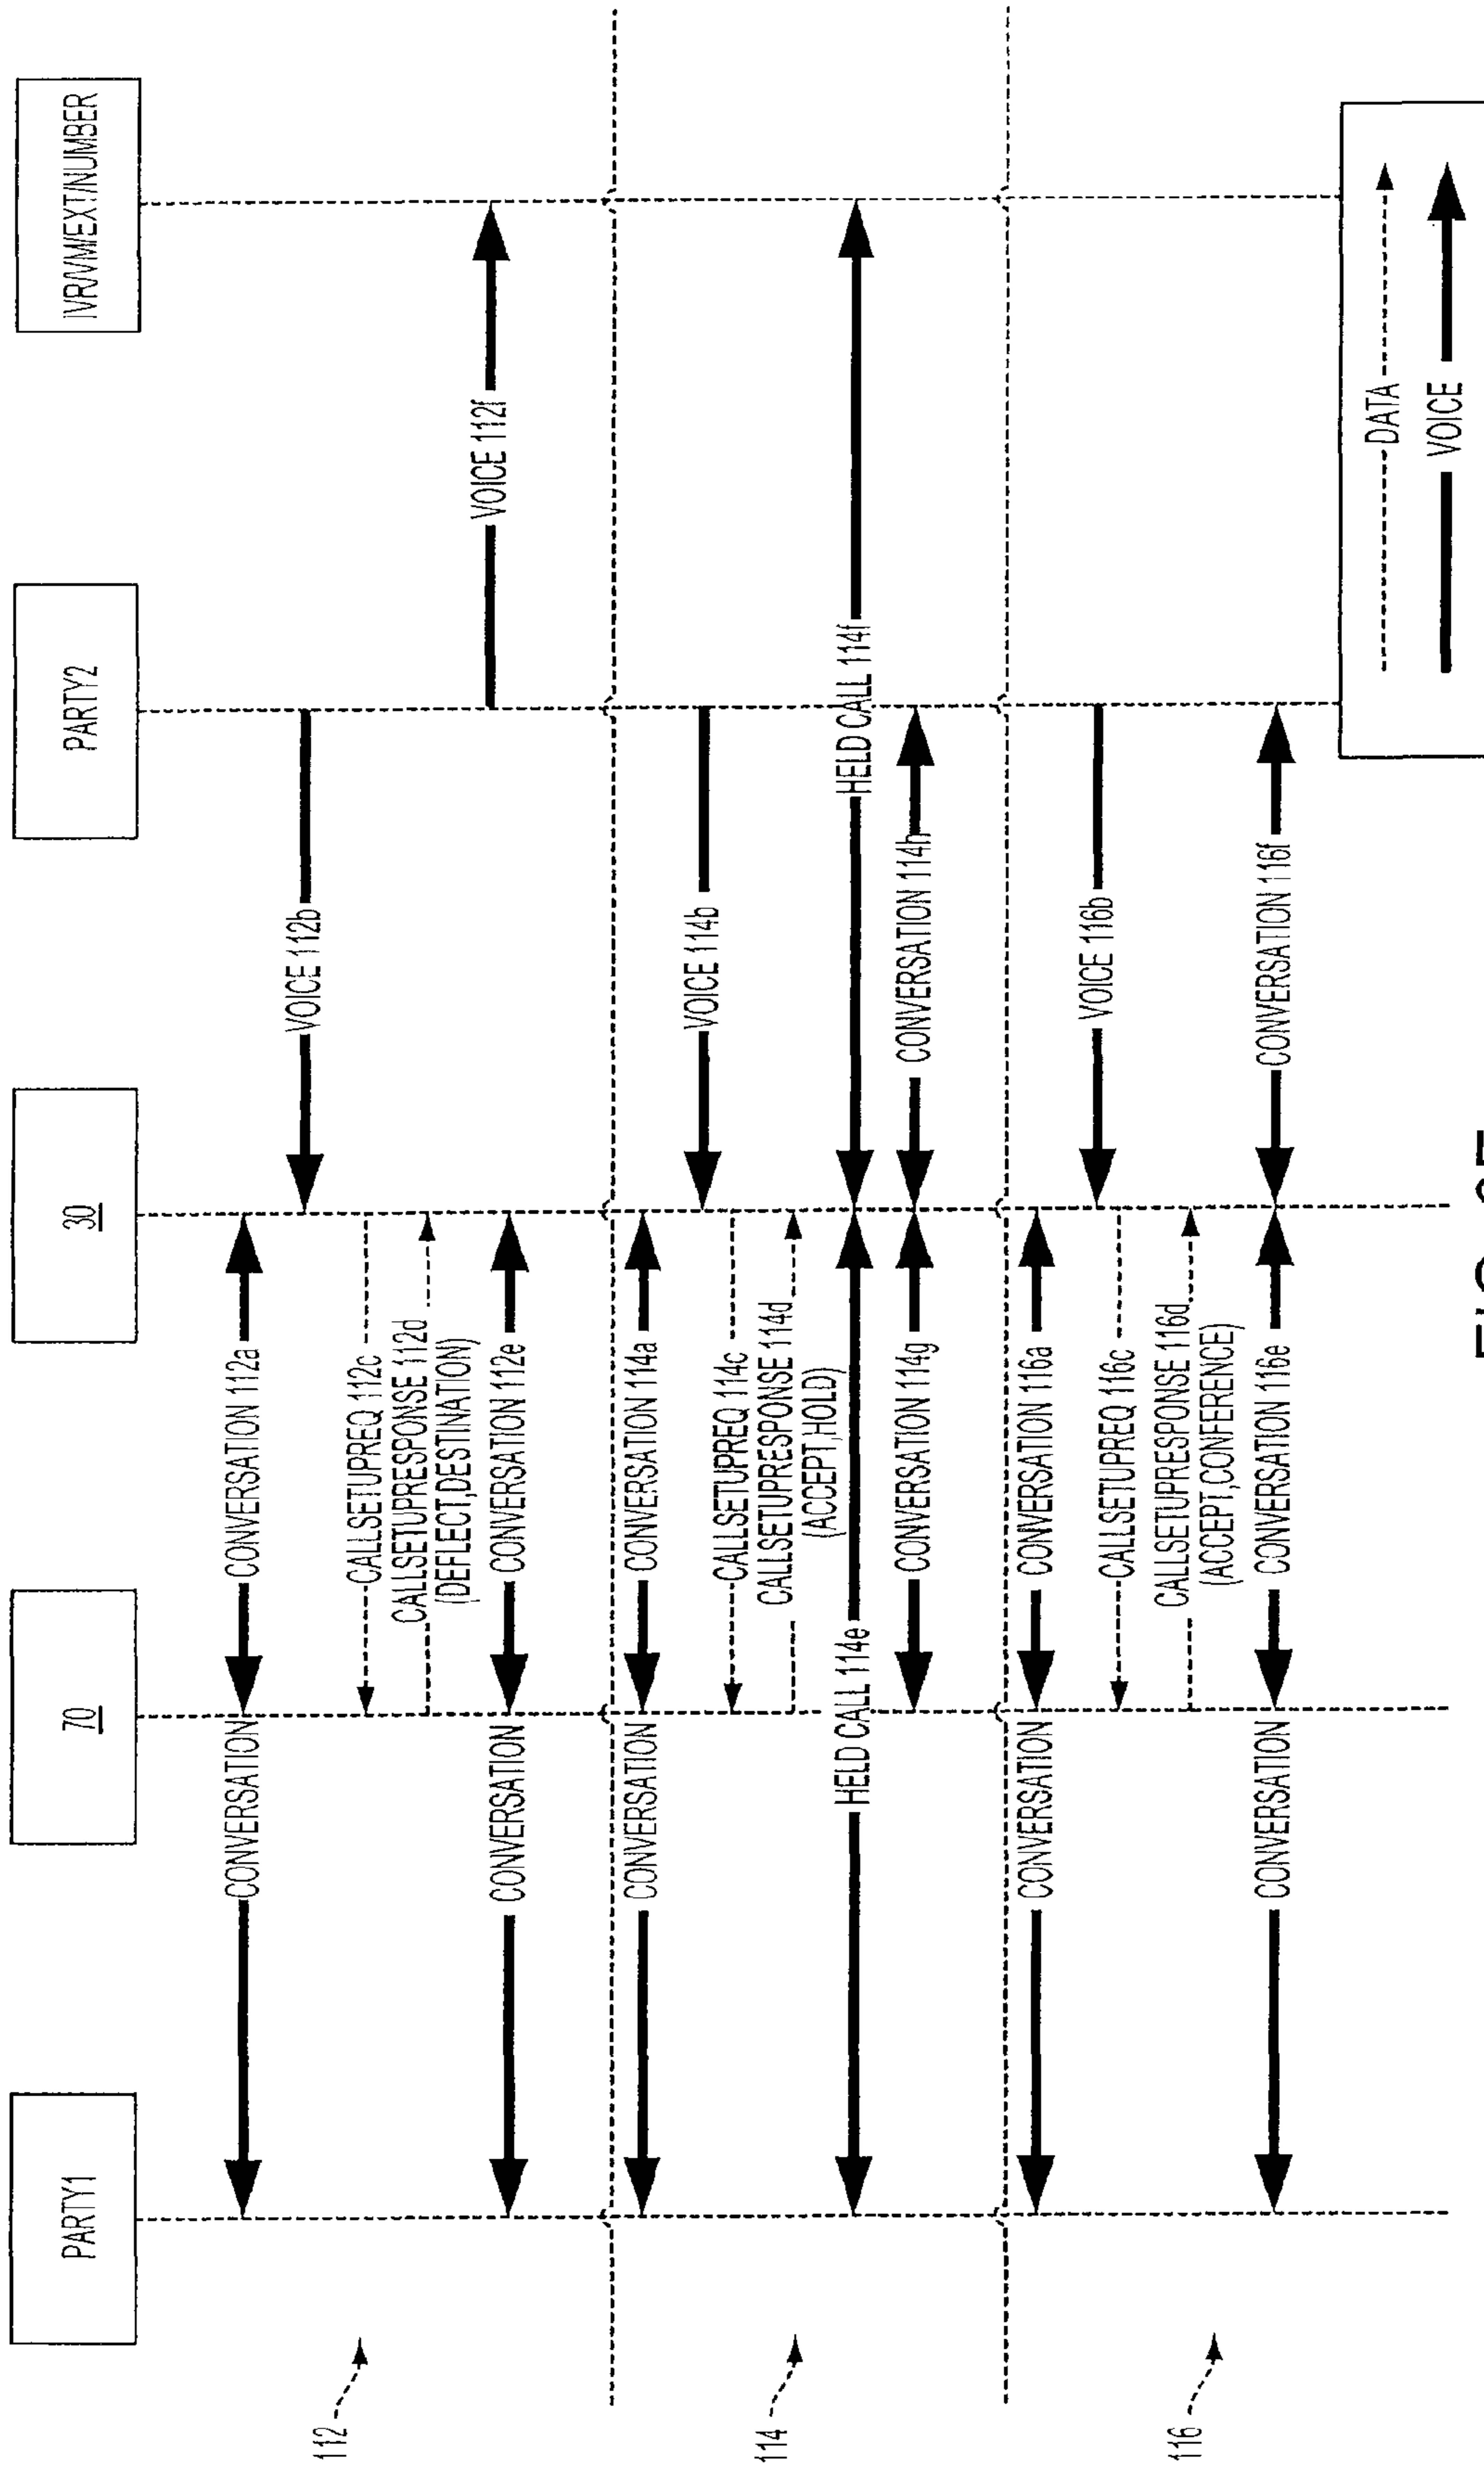 PARTY1
70
30
PARTY2
IVR/VM/EXT/NUMBER
112
CONVERSATION
CONVERSATION 112a
VOICE 112b
CALLSETUPREQ 112c
CALLSETUPRESPONSE 112d
(DEFLECT,DESTINATION)
CONVERSATION
CONVERSATION 112e
VOICE 112f
114
CONVERSATION
CONVERSATION 114a
VOICE 114b
CALLSETUPREQ 114c
CALLSETUPRESPONSE 114d
(ACCEPT,HOLD)
HELD CALL 114e
HELD CALL 114f
CONVERSATION 114g
CONVERSATION 114h
116
CONVERSATION
CONVERSATION 116a
VOICE 116b
CALLSETUPREQ 116c
CALLSETUPRESPONSE 116d
(ACCEPT,CONFERENCE)
CONVERSATION
CONVERSATION 116e
CONVERSATION 116f
DATA
VOICE